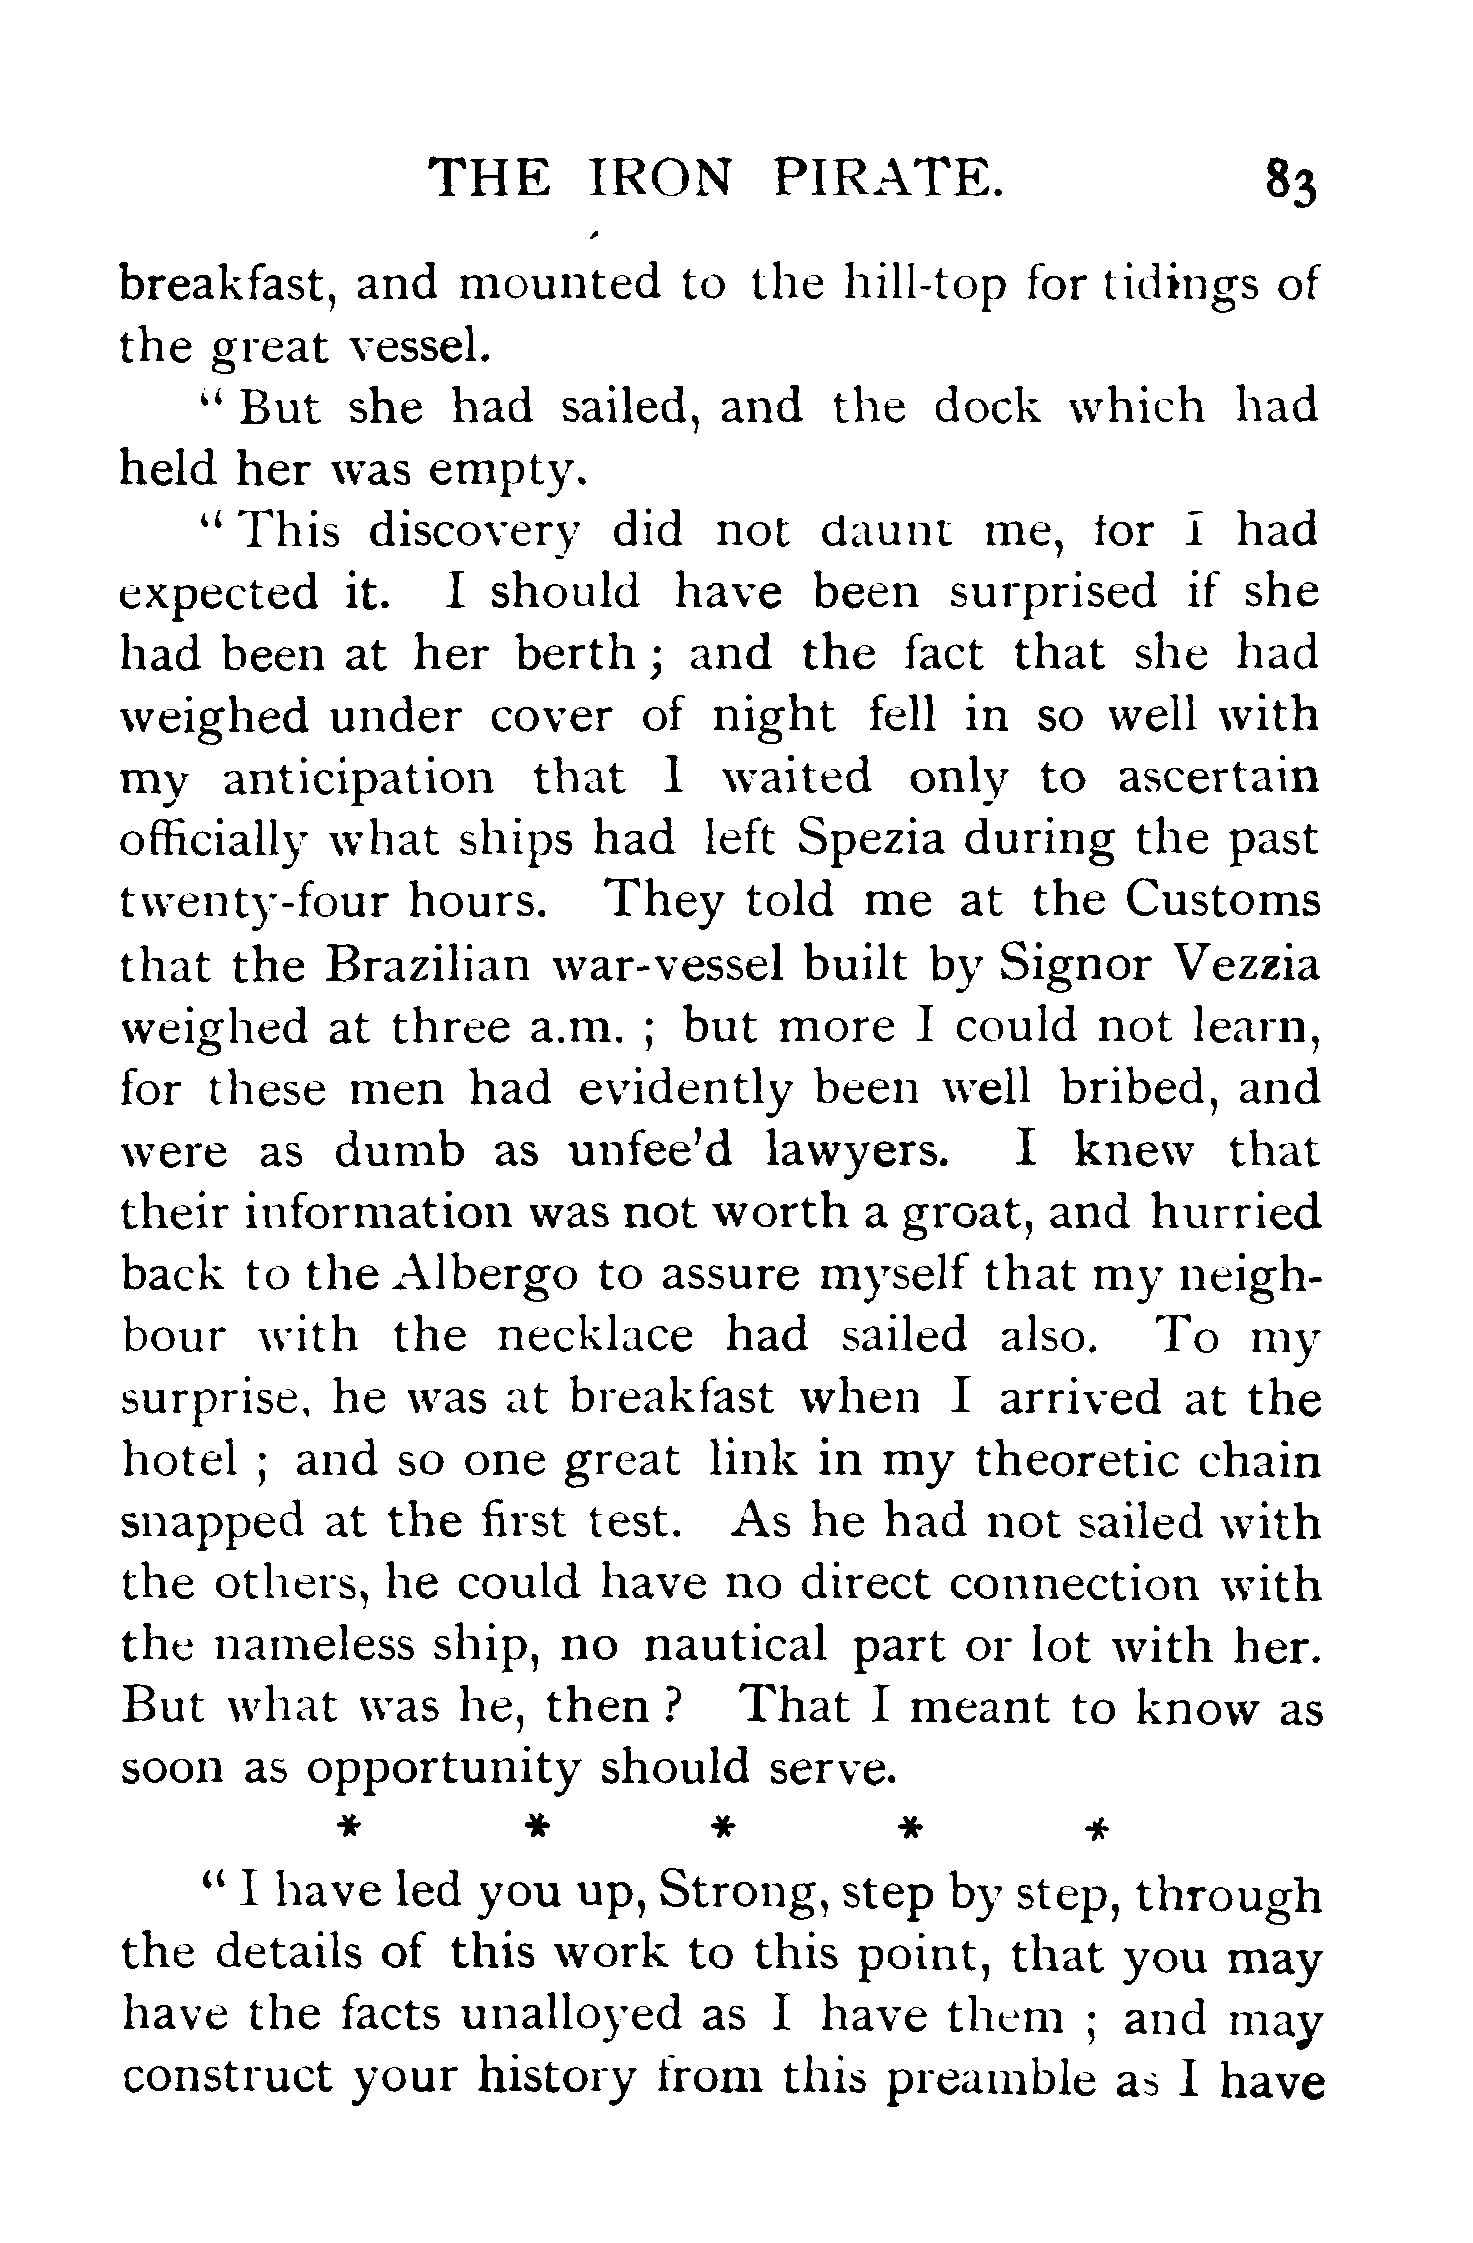 THE IRON PIRATE. 83
breakfast, and mounted to the hill-top for tidings of
the great vessel.
“ But she had sailed, and the dock which had
held her was empty.
“ This discovery did not daunt me, for I had
expected it. I should have been surprised if she
had been at her berth ; and the fact that she had
weighed under cover of night fell in so well with
my anticipation that I waited only to ascertain
officially what ships had left Spezia during the past
twenty-four hours. They told me at the Customs
that the Brazilian war-vessel built by Signor Vezzia
weighed at three a.m. ; but more I could not learn,
for these men had evidently been well bribed, and
were as dumb as unfee’d lawyers. I knew that
their information was not worth a groat, and hurried
back to the Albergo to assure myself that my neigh-
bour with the necklace had sailed also. To my
surprise, he was at breakfast when I arrived at the
hotel ; and so one great link in my theoretic chain
snapped at the first test. As he had not sailed with
the others, he could have no direct connection with
the nameless ship, no nautical part or lot with her.
But what was he, then ? That I meant to know as
soon as opportunity should serve.
* * * * *
“ I have led you up, Strong, step by step, through
the details of this work to this point, that you may
have the facts unalloyed as I have them ; and may
construct your history from this preamble as I have